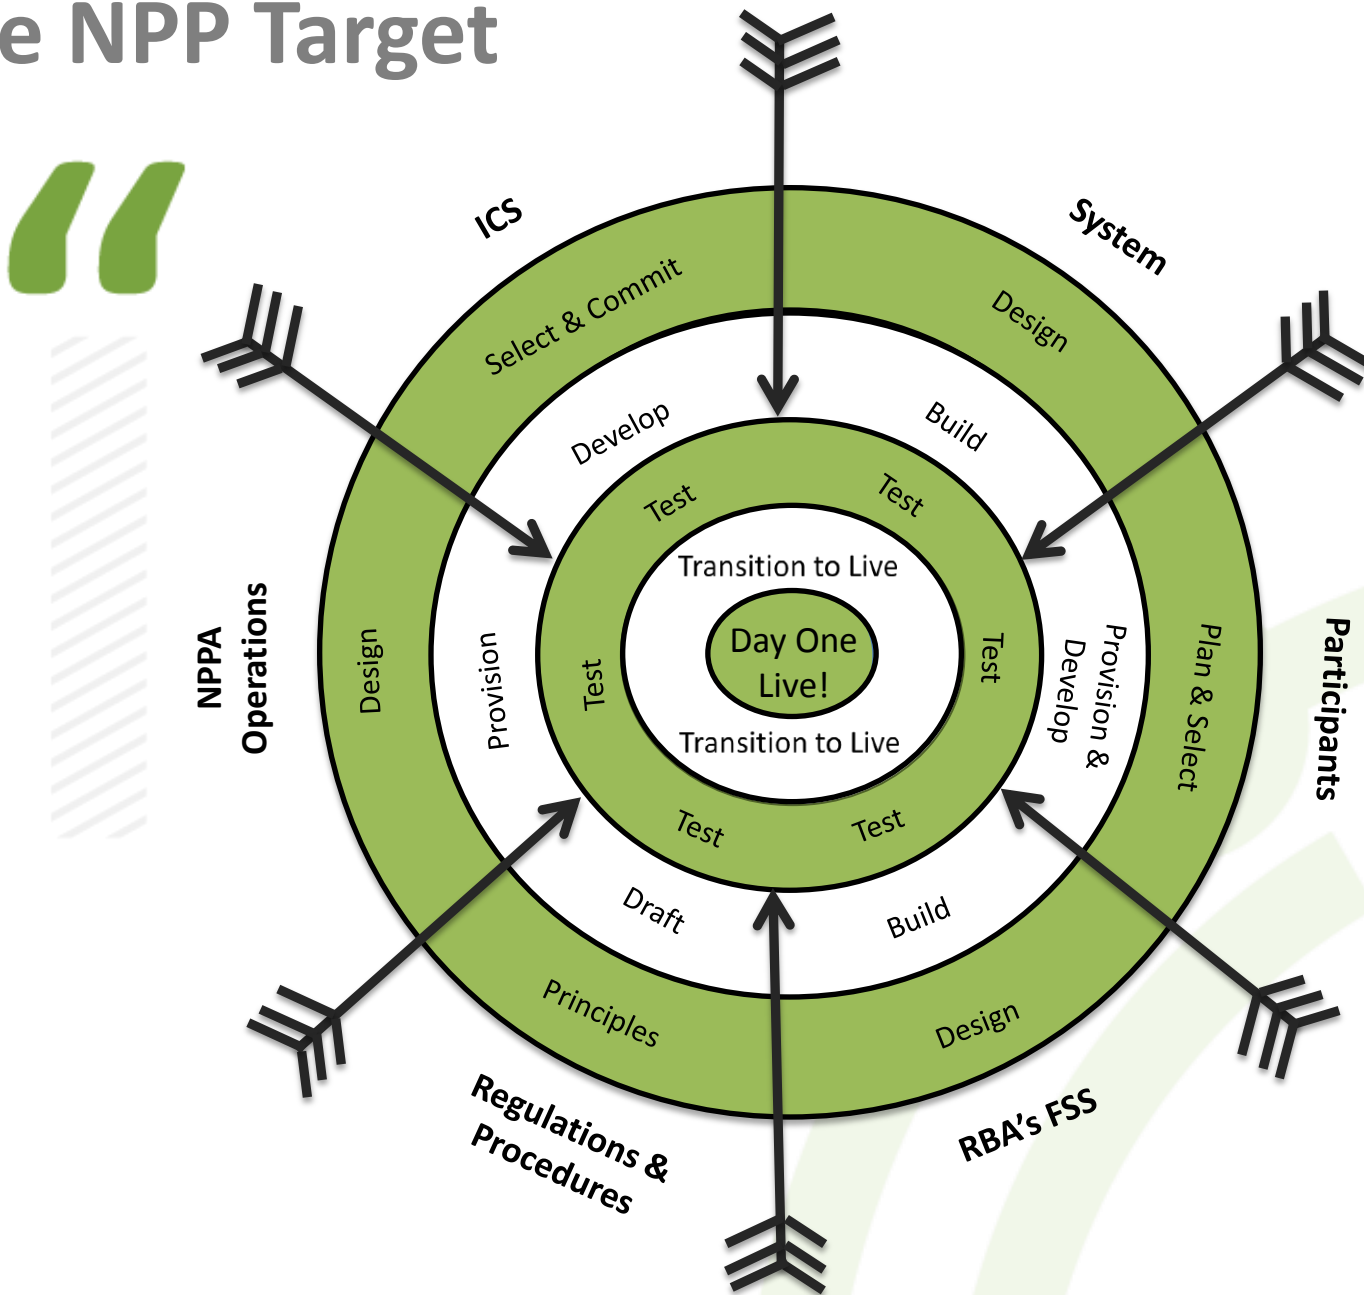 e NPP Target
“
ICS
System
Select & Commit
Design
Develop
Build
Test
Test
Transition to Live
Day One
Live!
Transition to Live
NPPA
Operations
Design
Provision
Test
Test
Provision &
Develop
Plan & Select
Participants
Test
Test
Draft
Build
Principles
Design
Regulations &
Procedures
RBA’s FSS